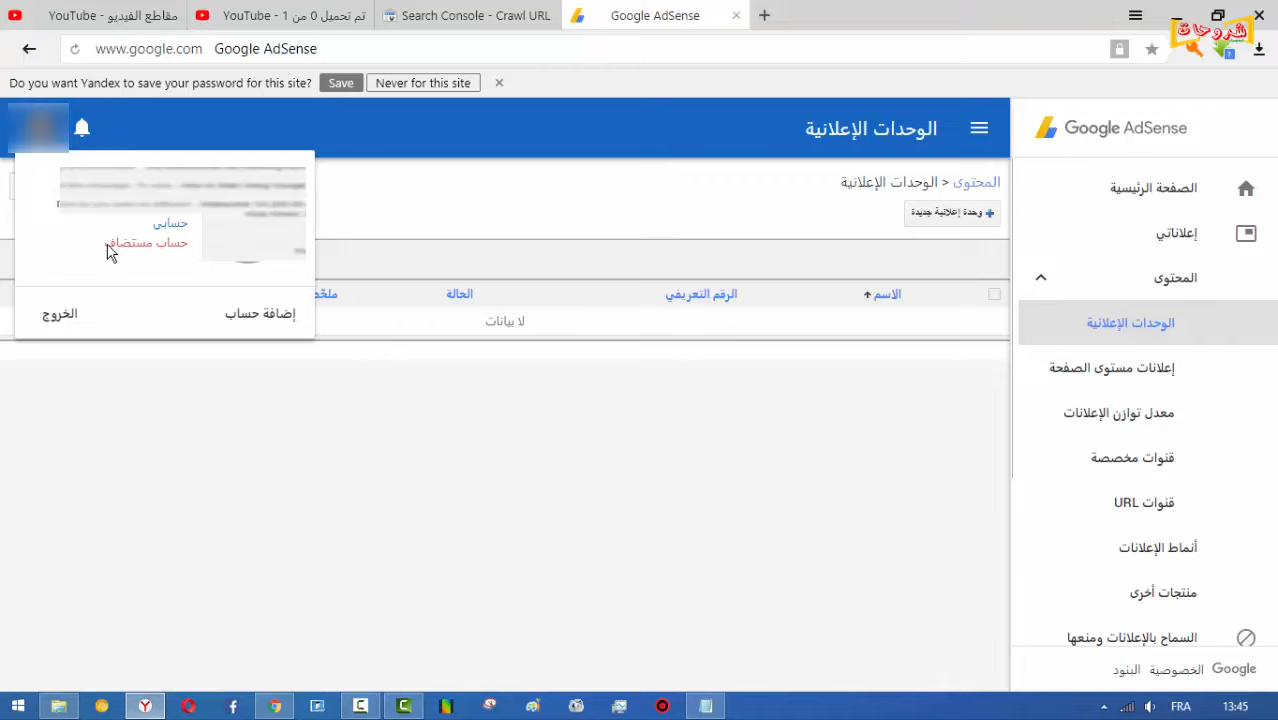 مقاطع الفيديو - YouTube
تم تحميل 0 من 1 - YouTube
Search Console - Crawl URL
Google AdSense
شروحات
www.google.com Google AdSense
Do you want Yandex to save your password for this site? Save Never for this site
الوحدات الإعلانية
Google AdSense
المحتوى > الوحدات الإعلانية
وحدة إعلانية جديدة
حسابي
حساب مستضاف
إضافة حساب
الخروج
الاسم
الرقم التعريفي
الحالة
لا بيانات
الصفحة الرئيسية
إعلاناتي
المحتوى
الوحدات الإعلانية
إعلانات مستوى الصفحة
معدل توازن الإعلانات
قنوات مخصصة
قنوات URL
أنماط الإعلانات
منتجات أخرى
السماح بالإعلانات ومنعها
Google الخصوصية البنود
FRA 13:45